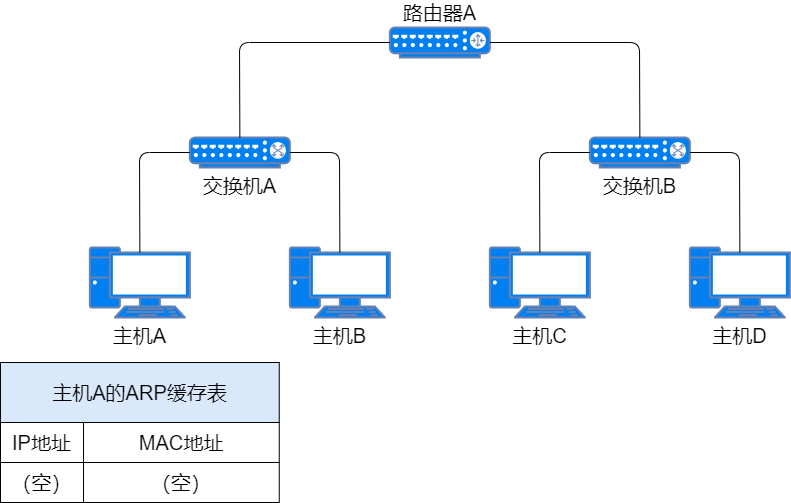 路由器A
交换机A
交换机B
主机A
主机B
主机C
主机D
主机A的ARP缓存表
IP地址 MAC地址
（空） （空）